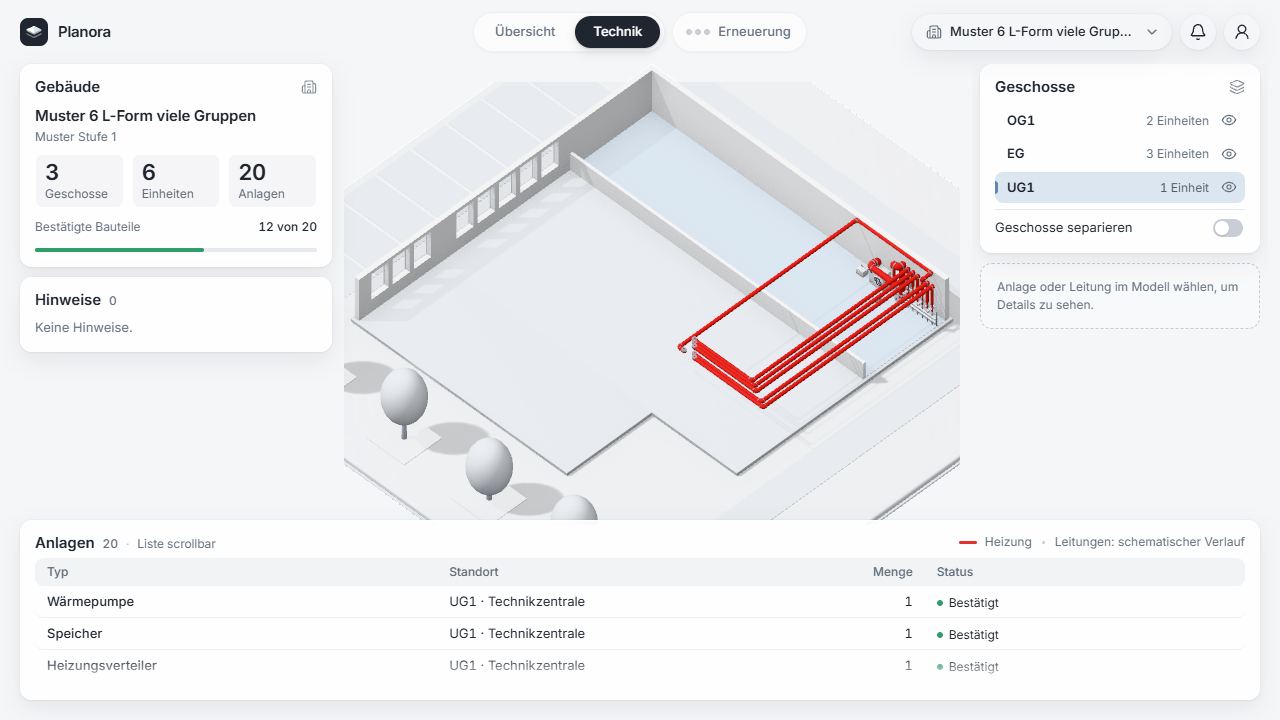 Planora
Übersicht
Technik
Erneuerung
Muster 6 L-Form viele Grup...
Gebäude
Muster 6 L-Form viele Gruppen
Muster Stufe 1
3
Geschosse
6
Einheiten
20
Anlagen
Bestätigte Bauteile
12 von 20
Hinweise 0
Keine Hinweise.
Geschosse
OG1 2 Einheiten
EG 3 Einheiten
UG1 1 Einheit
Geschosse separieren
Anlage oder Leitung im Modell wählen, um
Details zu sehen.
Anlagen 20 · Liste scrollbar
Heizung · Leitungen: schematischer Verlauf
Typ Standort Menge Status
Wärmepumpe UG1 · Technikzentrale 1 Bestätigt
Speicher UG1 · Technikzentrale 1 Bestätigt
Heizungsverteiler UG1 · Technikzentrale 1 Bestätigt